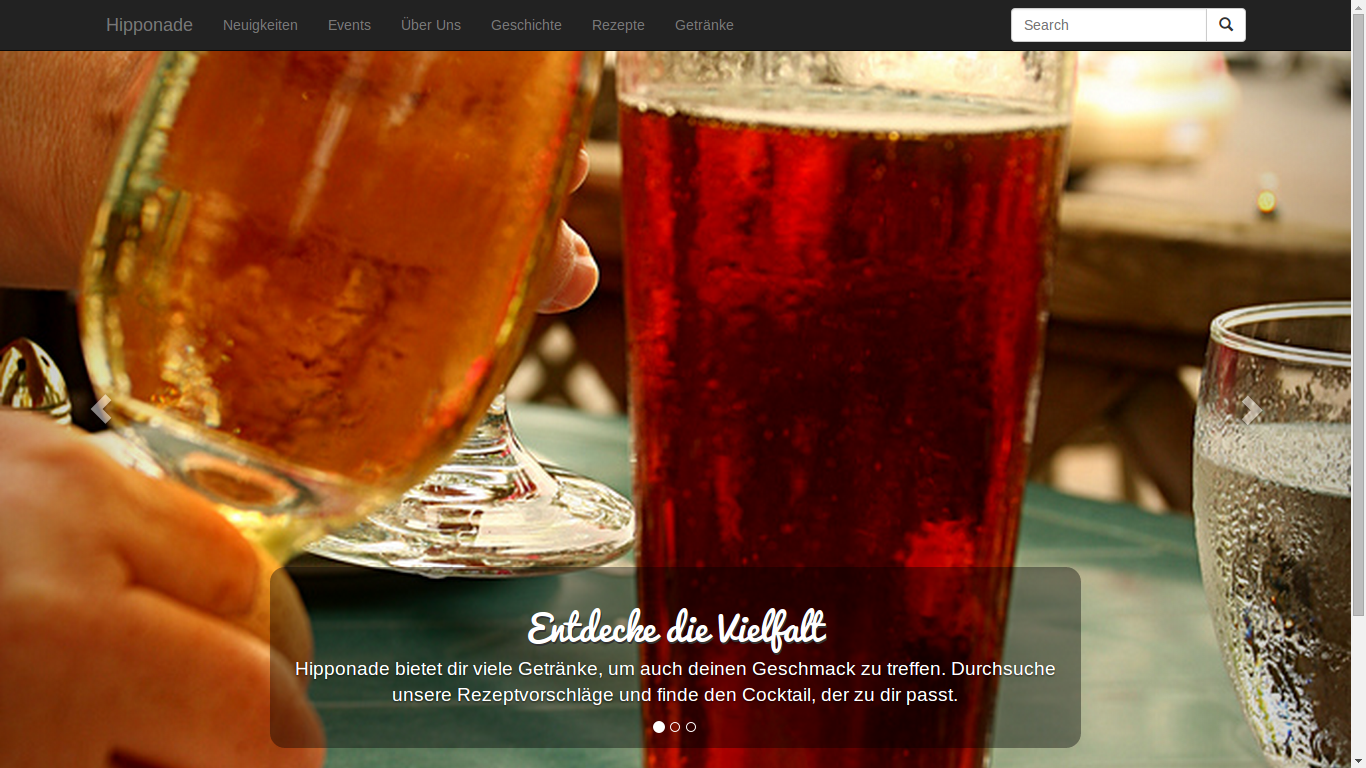 Hipponade Neuigkeiten Events Über Uns Geschichte Rezepte Getränke Search
Entdecke die Vielfalt
Hipponade bietet dir viele Getränke, um auch deinen Geschmack zu treffen. Durchsuche
unsere Rezeptvorschläge und finde den Cocktail, der zu dir passt.